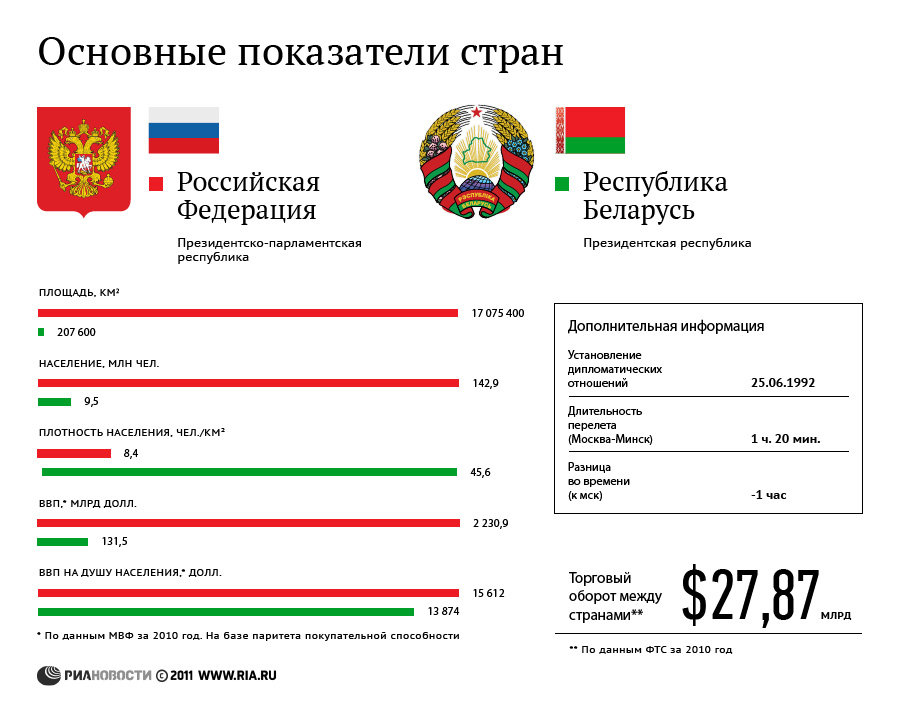 Основные показатели стран
Российская
Федерация
Президентско-парламентская
республика
РЭСПУБЛІКА
БЕЛАРУСЬ
Республика
Беларусь
Президентская республика
ПЛОЩАДЬ, КМ²
17 075 400
207 600
НАСЕЛЕНИЕ, МЛН ЧЕЛ.
142,9
9,5
ПЛОТНОСТЬ НАСЕЛЕНИЯ, ЧЕЛ./КМ²
8,4
45,6
ВВП,* МЛРД ДОЛЛ.
2 230,9
131,5
ВВП НА ДУШУ НАСЕЛЕНИЯ,* ДОЛЛ.
15 612
13 874
* По данным МВФ за 2010 год. На базе паритета покупательной способности
Дополнительная информация
Установление
дипломатических
отношений 25.06.1992
Длительность
перелета
(Москва-Минск) 1 ч. 20 мин.
Разница
во времени
(к мск) -1 час
Торговый
оборот между
странами**
$27,87 МЛРД
** По данным ФТС за 2010 год
РИАНОВОСТИ © 2011 WWW.RIA.RU